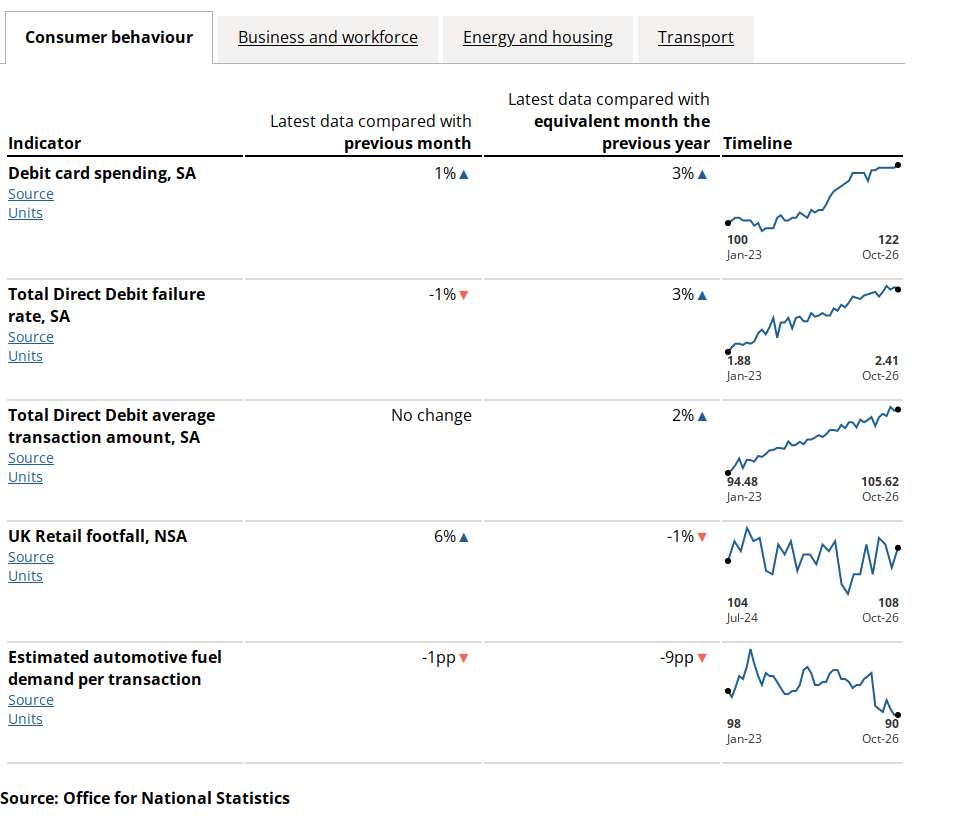 Consumer behaviour
Business and workforce
Energy and housing
Transport
Indicator
Latest data compared with
previous month
Latest data compared with
equivalent month the
previous year
Timeline
Debit card spending, SA
Source
Units
1% ▲
3% ▲
100
122
Jan-23
Oct-26
Total Direct Debit failure
rate, SA
Source
Units
-1% ▼
3% ▲
1.88
2.41
Jan-23
Oct-26
Total Direct Debit average
transaction amount, SA
Source
Units
No change
2% ▲
94.48
105.62
Jan-23
Oct-26
UK Retail footfall, NSA
Source
Units
6% ▲
-1% ▼
104
108
Jul-24
Oct-26
Estimated automotive fuel
demand per transaction
Source
Units
-1pp ▼
-9pp ▼
98
90
Jan-23
Oct-26
Source: Office for National Statistics